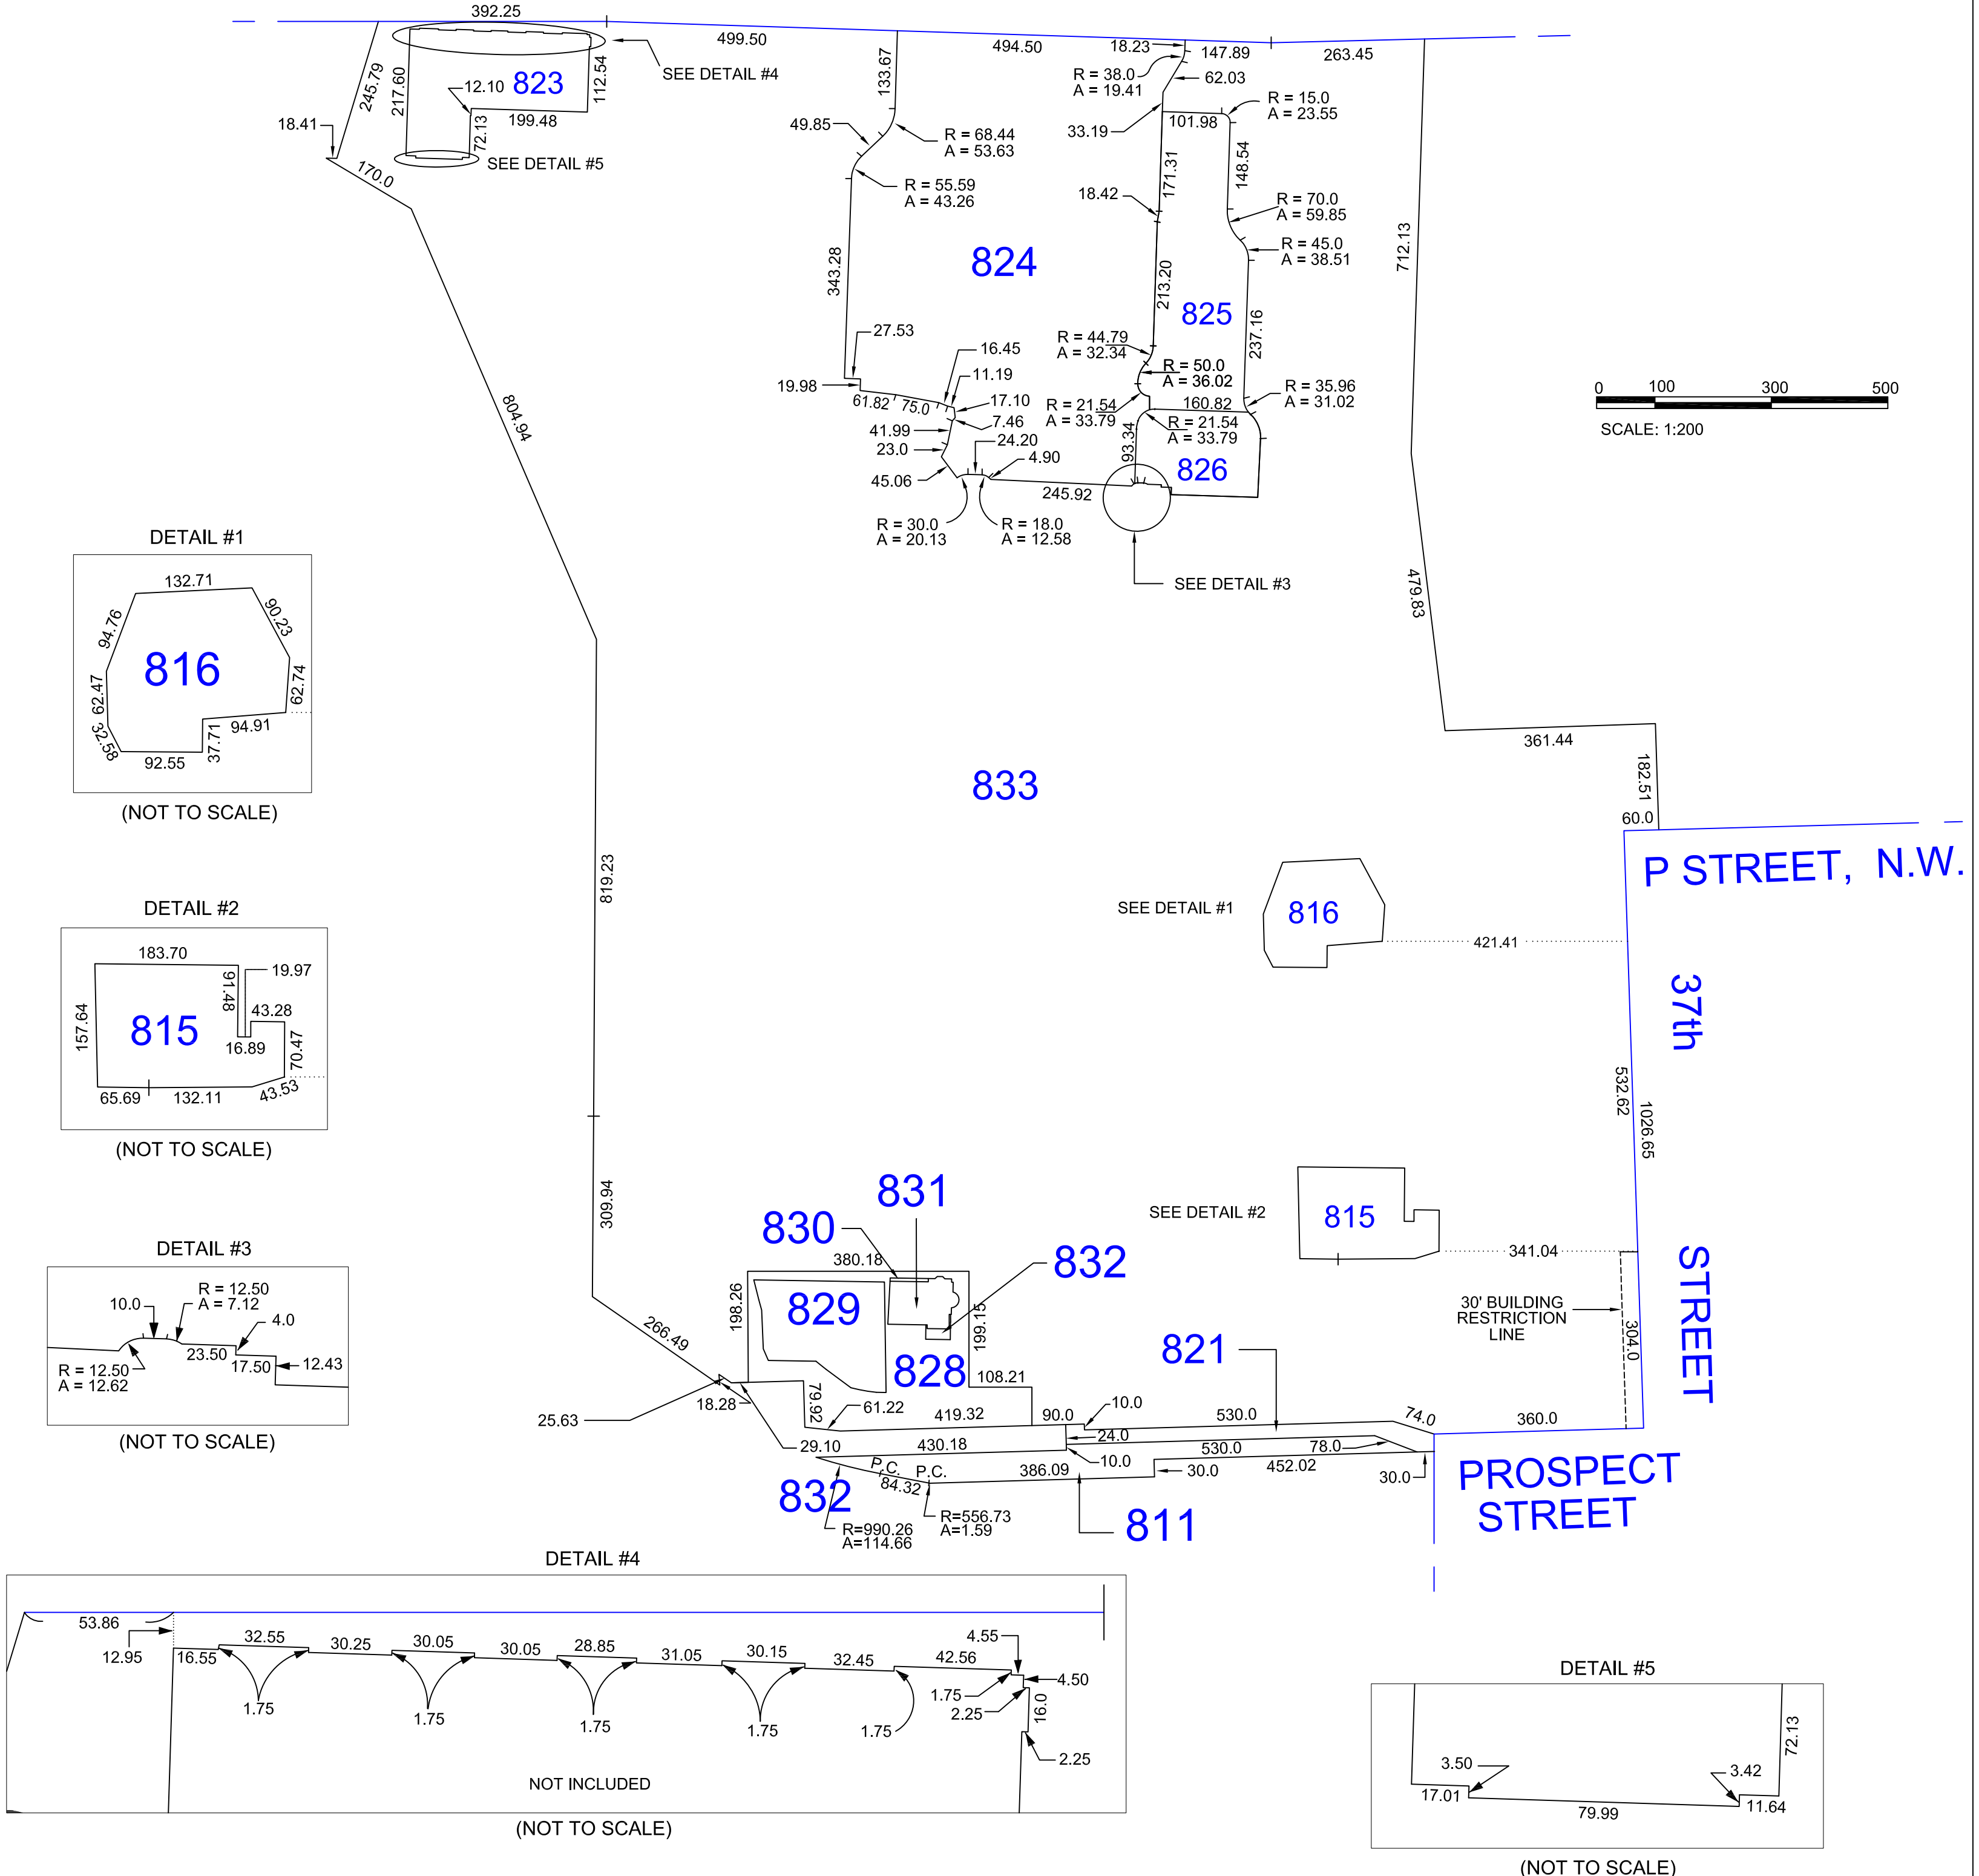 392.25
499.50
494.50
18.23
147.89
263.45
245.79
217.60
12.10
823
112.54
SEE DETAIL #4
199.48
72.13
18.41
SEE DETAIL #5
170.0
133.67
49.85
R = 68.44
A = 53.63
R = 55.59
A = 43.26
R = 38.0
A = 19.41
62.03
R = 15.0
A = 23.55
33.19
101.98
171.31
148.54
18.42
R = 70.0
A = 59.85
R = 45.0
A = 38.51
712.13
343.28
824
213.20
825
237.16
27.53
R = 44.79
A = 32.34
16.45
11.19
R = 50.0
A = 36.02
19.98
61.82
75.0
17.10
7.46
R = 21.54
A = 33.79
160.82
R = 35.96
A = 31.02
41.99
24.20
23.0
4.90
93.34
R = 21.54
A = 33.79
826
45.06
245.92
R = 30.0
A = 20.13
R = 18.0
A = 12.58
SEE DETAIL #3
0 100 300 500
SCALE: 1:200
804.94
479.83
DETAIL #1
132.71
90.23
94.76
816
62.47
62.74
32.58
37.71
94.91
92.55
(NOT TO SCALE)
361.44
182.51
833
60.0
P STREET, N.W.
819.23
SEE DETAIL #1
816
421.41
37th
STREET
532.62
1026.65
DETAIL #2
183.70
19.97
91.48
43.28
157.64
815
16.89
70.47
65.69
132.11
43.53
(NOT TO SCALE)
309.94
SEE DETAIL #2
815
341.04
831
830
380.18
832
829
198.26
199.15
828
30' BUILDING
RESTRICTION
LINE
304.0
DETAIL #3
R = 12.50
A = 7.12
10.0
4.0
23.50
17.50
12.43
R = 12.50
A = 12.62
(NOT TO SCALE)
266.49
821
108.21
79.92
18.28
25.63
61.22
419.32
90.0
10.0
530.0
74.0
360.0
29.10
430.18
24.0
530.0
78.0
10.0
P.C.
P.C.
386.09
30.0
452.02
30.0
84.32
832
R=990.26
A=114.66
R=556.73
A=1.59
811
PROSPECT
STREET
DETAIL #4
53.86
12.95
16.55
32.55
30.25
30.05
30.05
28.85
31.05
30.15
32.45
42.56
4.55
4.50
1.75
2.25
16.0
1.75
1.75
1.75
1.75
1.75
2.25
NOT INCLUDED
(NOT TO SCALE)
DETAIL #5
72.13
3.50
3.42
17.01
79.99
11.64
(NOT TO SCALE)